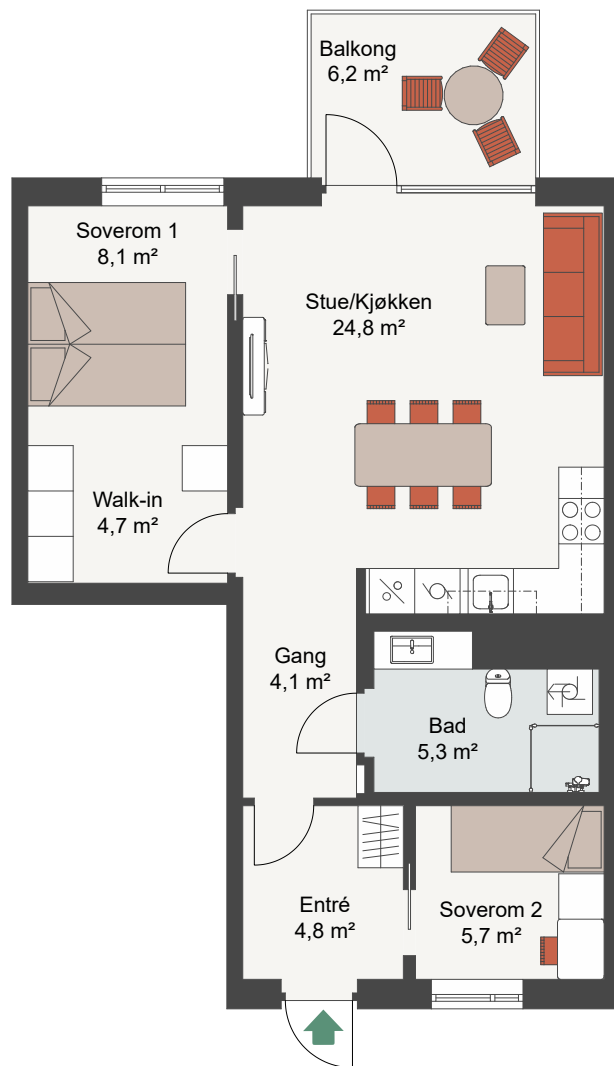 Balkong
6,2 m²
Soverom 1
8,1 m²
Stue/Kjøkken
24,8 m²
Walk-in
4,7 m²
Gang
4,1 m²
Bad
5,3 m²
Entré
4,8 m²
Soverom 2
5,7 m²